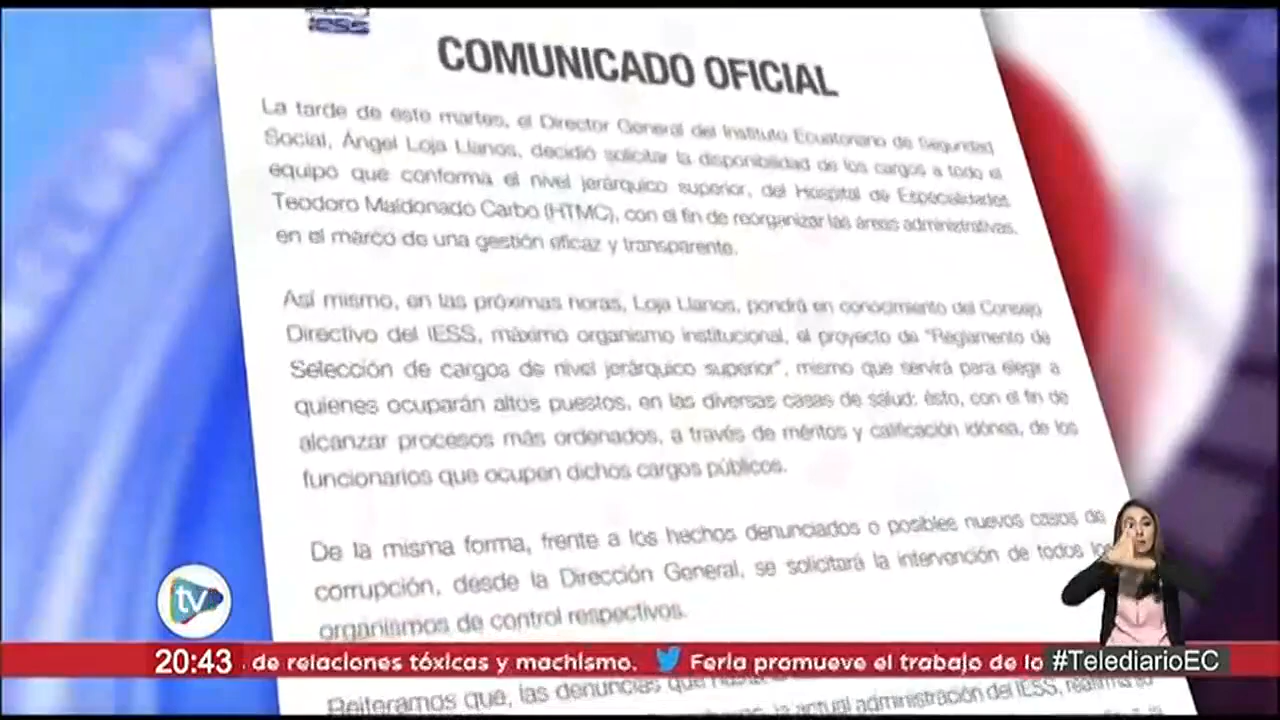 IESS
COMUNICADO OFICIAL
La tarde de este martes, el Director General del Instituto Ecuatoriano de Seguridad
Social, Ángel Loja Llanos, decidió solicitar la disponibilidad de los cargos a todo el
equipo que conforma el nivel jerárquico superior, del Hospital de Especialidades
Teodoro Maldonado Carbo (HTMC), con el fin de reorganizar las áreas administrativas,
en el marco de una gestión eficaz y transparente.
Así mismo, en las próximas horas, Loja Llanos, pondrá en conocimiento del Consejo
Directivo del IESS, máximo organismo institucional, el proyecto de "Reglamento de
Selección de cargos de nivel jerárquico superior", mismo que servirá para elegir a
quienes ocuparán altos puestos, en las diversas casas de salud; ésto, con el fin de
alcanzar procesos más ordenados, a través de méritos y calificación idónea, de los
funcionarios que ocupen dichos cargos públicos.
De la misma forma, frente a los hechos denunciados o posibles nuevos casos de
corrupción, desde la Dirección General, se solicitará la intervención de todos los
organismos de control respectivos.
tv
20:43 . de relaciones tóxicas y machismo. Feria promueve el trabajo de lo #TelediarioEC
Reiteramos que, las denuncias que
la actual administración del IESS, reafirma su